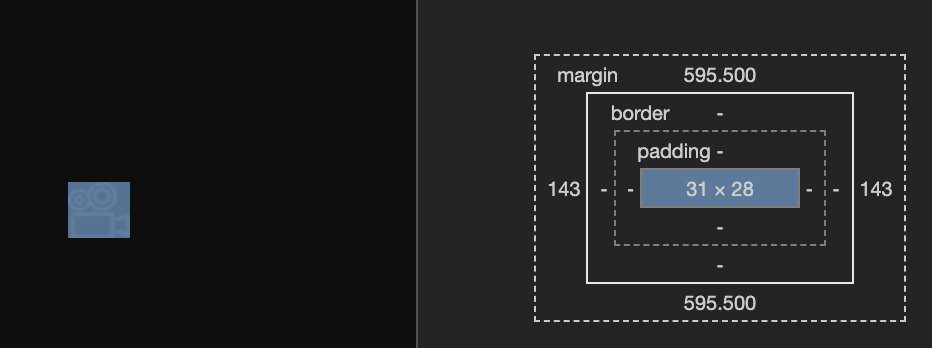 margin 595.500
border -
padding -
143 - - 31 × 28 - - 143
-
-
595.500